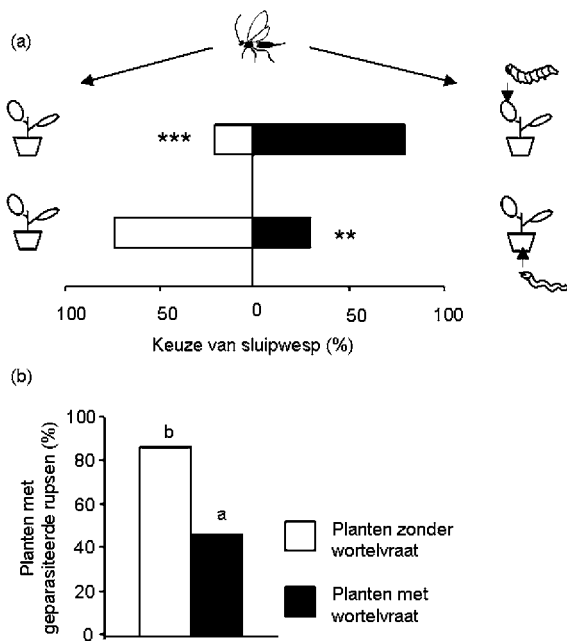 (a)
***
**
100 50 0 50 100
Keuze van sluipwesp (%)
(b)
Planten met
geparasiteerde rupsen (%)
100
80
60
40
20
0
b
a
Planten zonder
wortelvraat
Planten met
wortelvraat